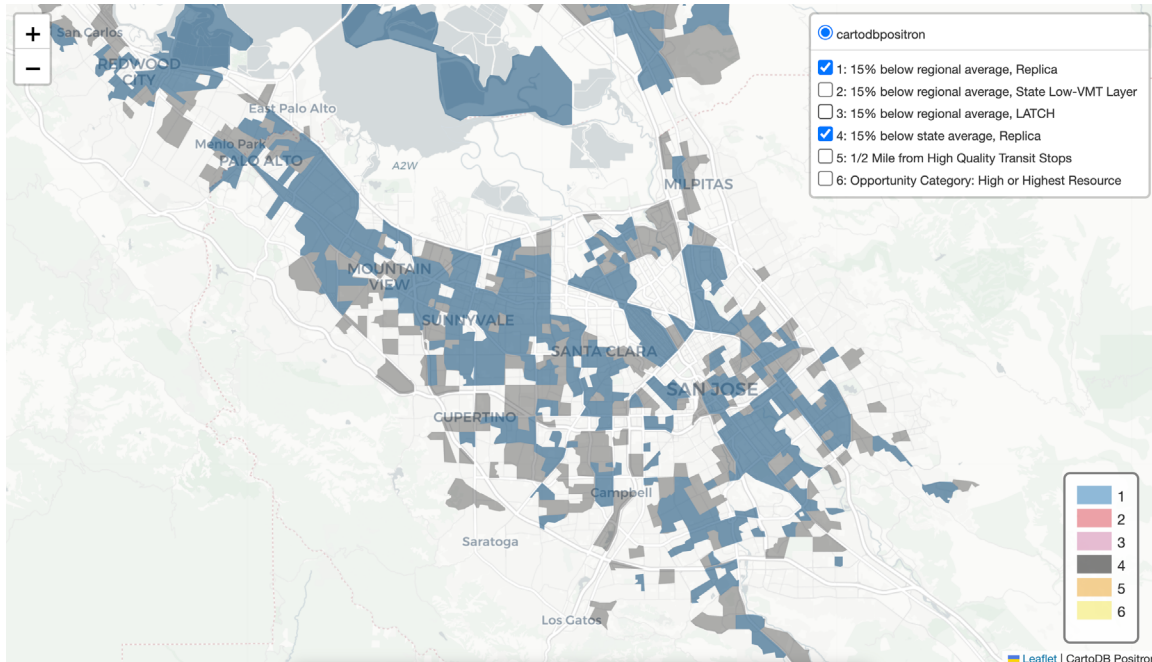 +
−
San Carlos
REDWOOD
CITY
East Palo Alto
Menlo Park
PALO ALTO
A2W
MILPITAS
MOUNTAIN
VIEW
SUNNYVALE
SANTA CLARA
SAN JOSE
CUPERTINO
Campbell
Saratoga
Los Gatos
cartodbpositron
1: 15% below regional average, Replica
2: 15% below regional average, State Low-VMT Layer
3: 15% below regional average, LATCH
4: 15% below state average, Replica
5: 1/2 Mile from High Quality Transit Stops
6: Opportunity Category: High or Highest Resource
1
2
3
4
5
6
Leaflet | CartoDB Positron